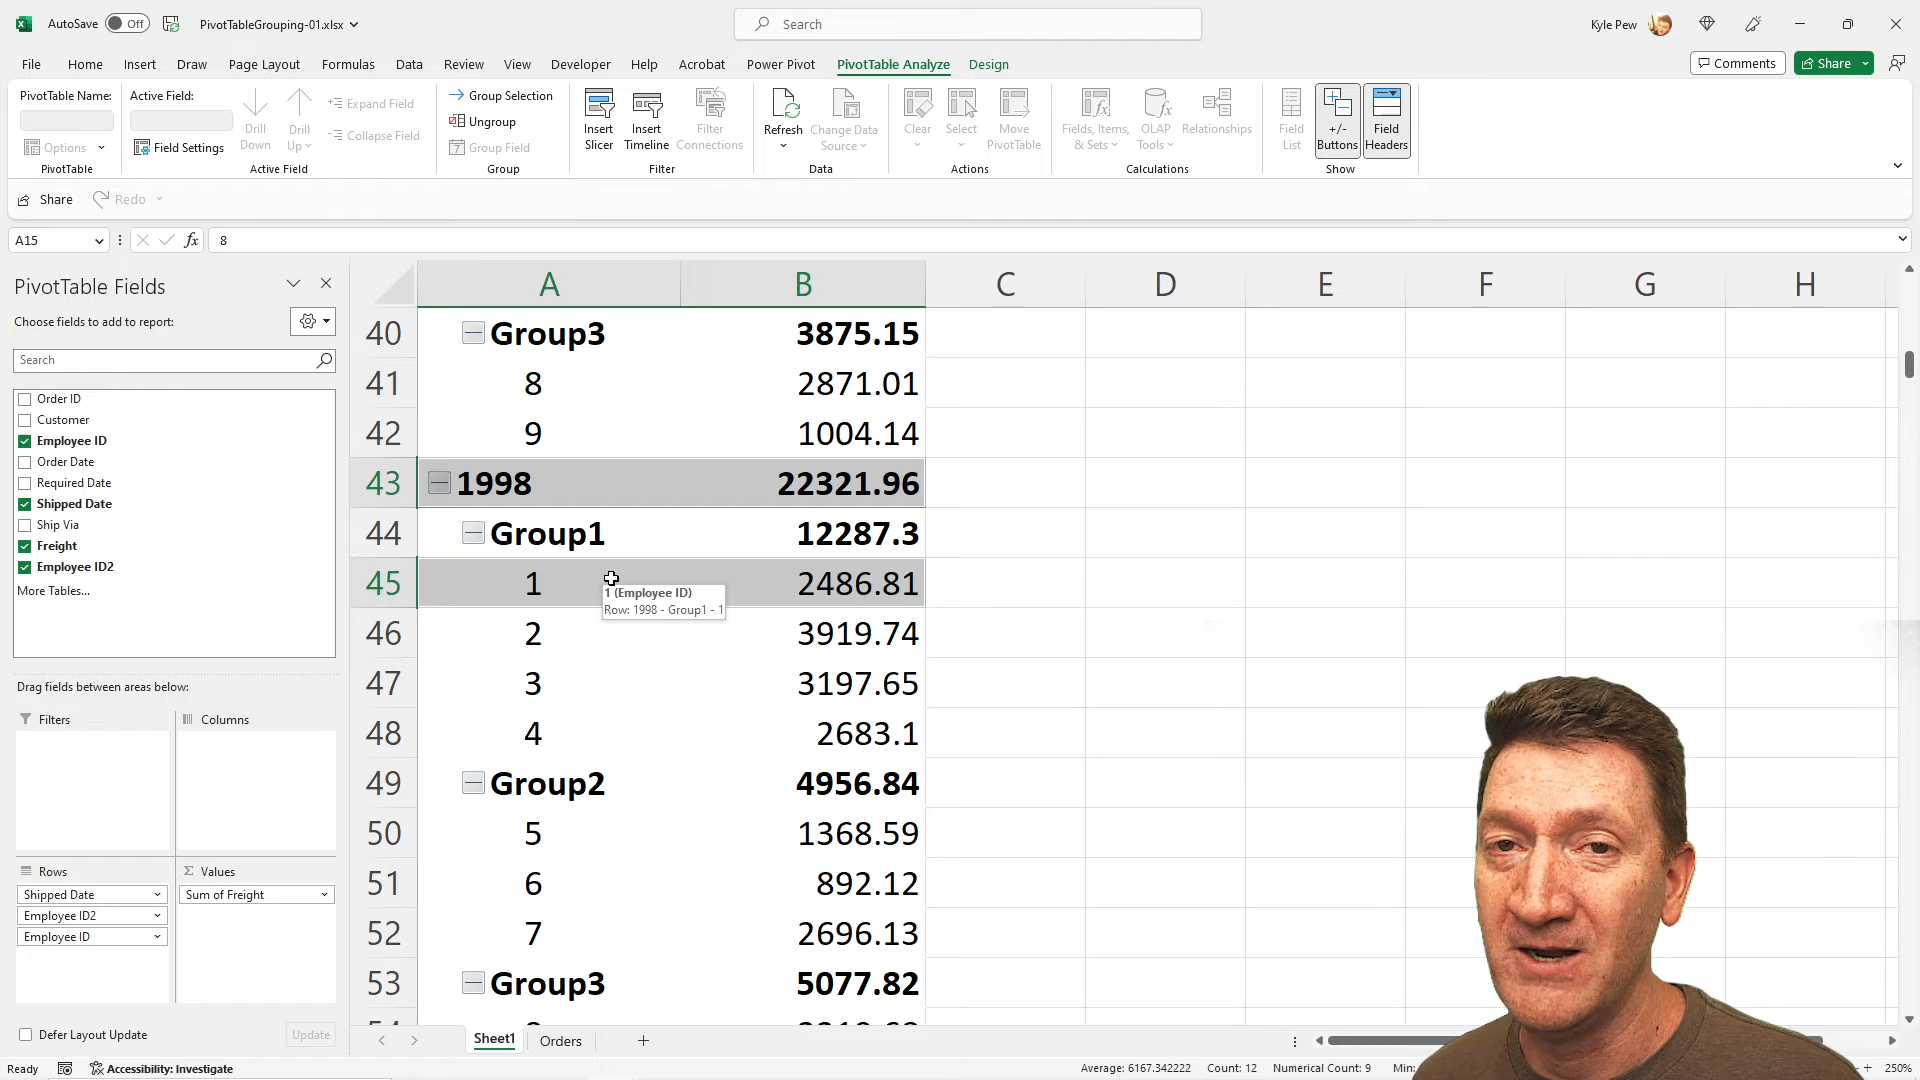 AutoSave Off PivotTableGrouping-01.xlsx Search Kyle Pew
File Home Insert Draw Page Layout Formulas Data Review View Developer Help Acrobat Power Pivot PivotTable Analyze Design Comments Share
PivotTable Name:
Options
PivotTable
Active Field:
Field Settings
Drill Down
Drill Up
Expand Field
Collapse Field
Active Field
Group Selection
Ungroup
Group Field
Group
Insert Slicer
Insert Timeline
Filter Connections
Filter
Refresh
Change Data Source
Data
Clear
Select
Move PivotTable
Actions
Fields, Items, & Sets
OLAP Tools
Relationships
Calculations
Field List
+/- Buttons
Field Headers
Show
Share Redo
A15 fx 8
PivotTable Fields
Choose fields to add to report:
Search
Order ID
Customer
Employee ID
Order Date
Required Date
Shipped Date
Ship Via
Freight
Employee ID2
More Tables...
Drag fields between areas below:
Filters
Columns
Rows
Shipped Date
Employee ID2
Employee ID
Values
Sum of Freight
Defer Layout Update Update
A B C D E F G H
40 Group3 3875.15
41 8 2871.01
42 9 1004.14
43 1998 22321.96
44 Group1 12287.3
45 1 2486.81
1 (Employee ID)
Row: 1998 - Group1 - 1
46 2 3919.74
47 3 3197.65
48 4 2683.1
49 Group2 4956.84
50 5 1368.59
51 6 892.12
52 7 2696.13
53 Group3 5077.82
Sheet1 Orders
Ready Accessibility: Investigate Average: 6167.342222 Count: 12 Numerical Count: 9 Min: 250%